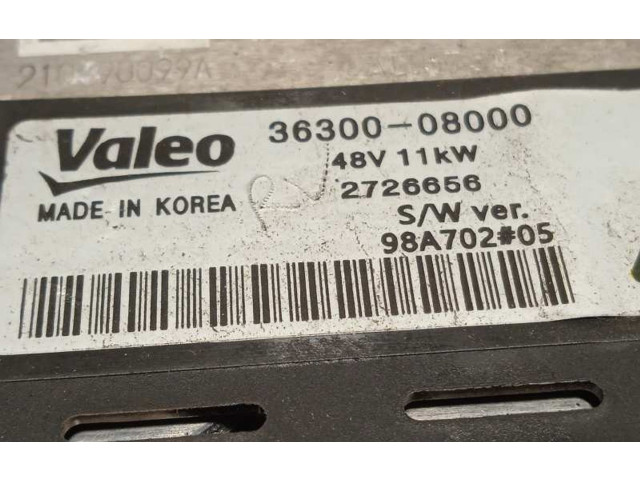 Valeo
36300-08000
48V 11kW
2726656
MADE IN KOREA
S/W ver.
98A702#05